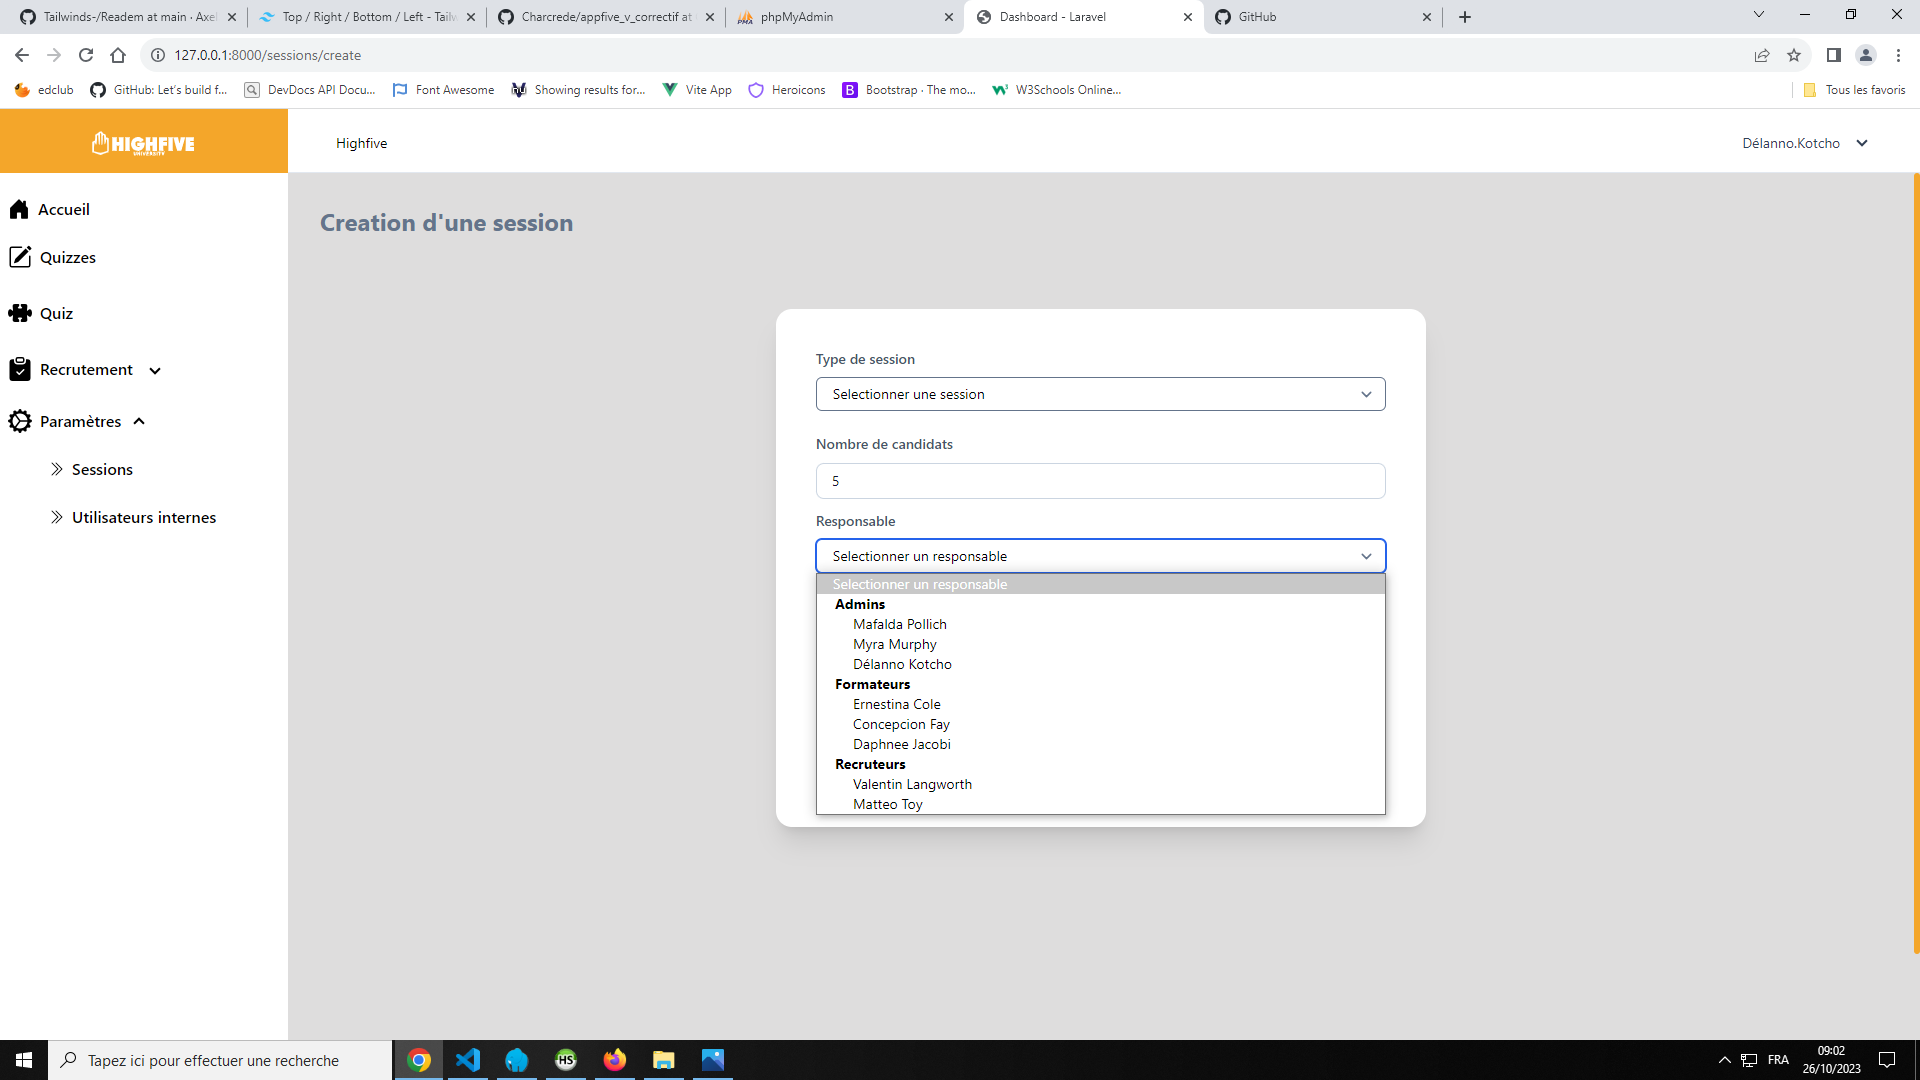 Tailwinds-/Readem at main · Axel
Top / Right / Bottom / Left - Tailw
Charcrede/appfive_v_correctif at
phpMyAdmin
Dashboard - Laravel
GitHub
127.0.0.1:8000/sessions/create
edclub
GitHub: Let's build f...
DevDocs API Docu...
Font Awesome
Showing results for...
Vite App
Heroicons
Bootstrap · The mo...
W3Schools Online...
Tous les favoris
HIGHFIVE
UNIVERSITY
Highfive
Délanno.Kotcho
Accueil
Quizzes
Quiz
Recrutement
Paramètres
Sessions
Utilisateurs internes
Creation d'une session
Type de session
Selectionner une session
Nombre de candidats
5
Responsable
Selectionner un responsable
Selectionner un responsable
Admins
Mafalda Pollich
Myra Murphy
Délanno Kotcho
Formateurs
Ernestina Cole
Concepcion Fay
Daphnee Jacobi
Recruteurs
Valentin Langworth
Matteo Toy
Tapez ici pour effectuer une recherche
HS
FRA
09:02
26/10/2023